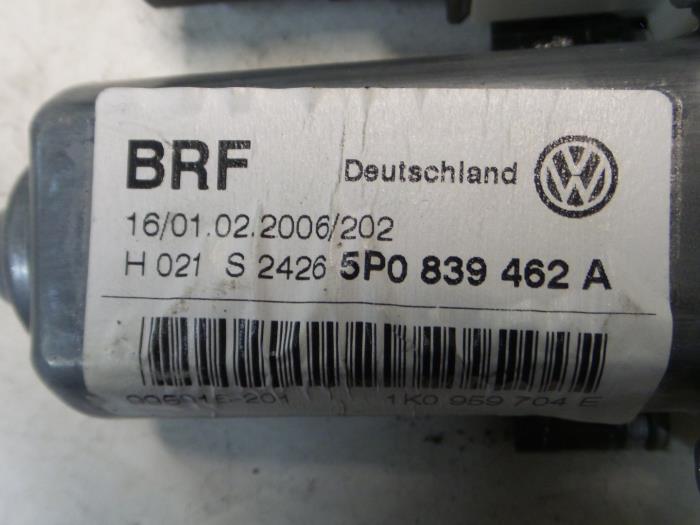 BRF
Deutschland
16/01.02.2006/202
H 021 S 2426 5P0 839 462 A
1K0 959 704 E